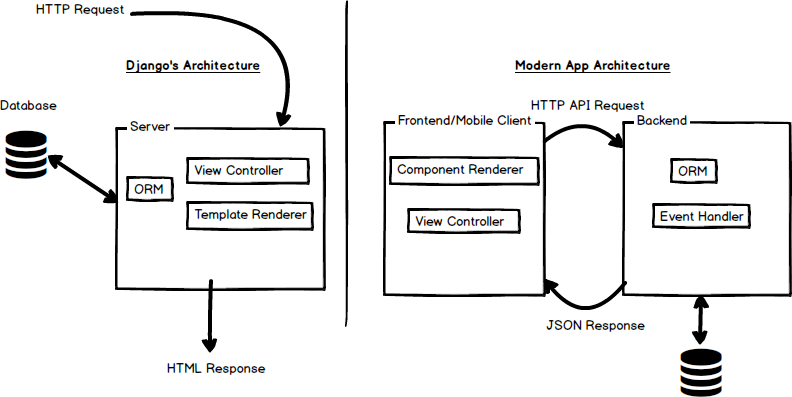 HTTP Request
Django's Architecture
Database
Server
ORM
View Controller
Template Renderer
HTML Response
Modern App Architecture
HTTP API Request
Frontend/Mobile Client
Component Renderer
View Controller
Backend
ORM
Event Handler
JSON Response